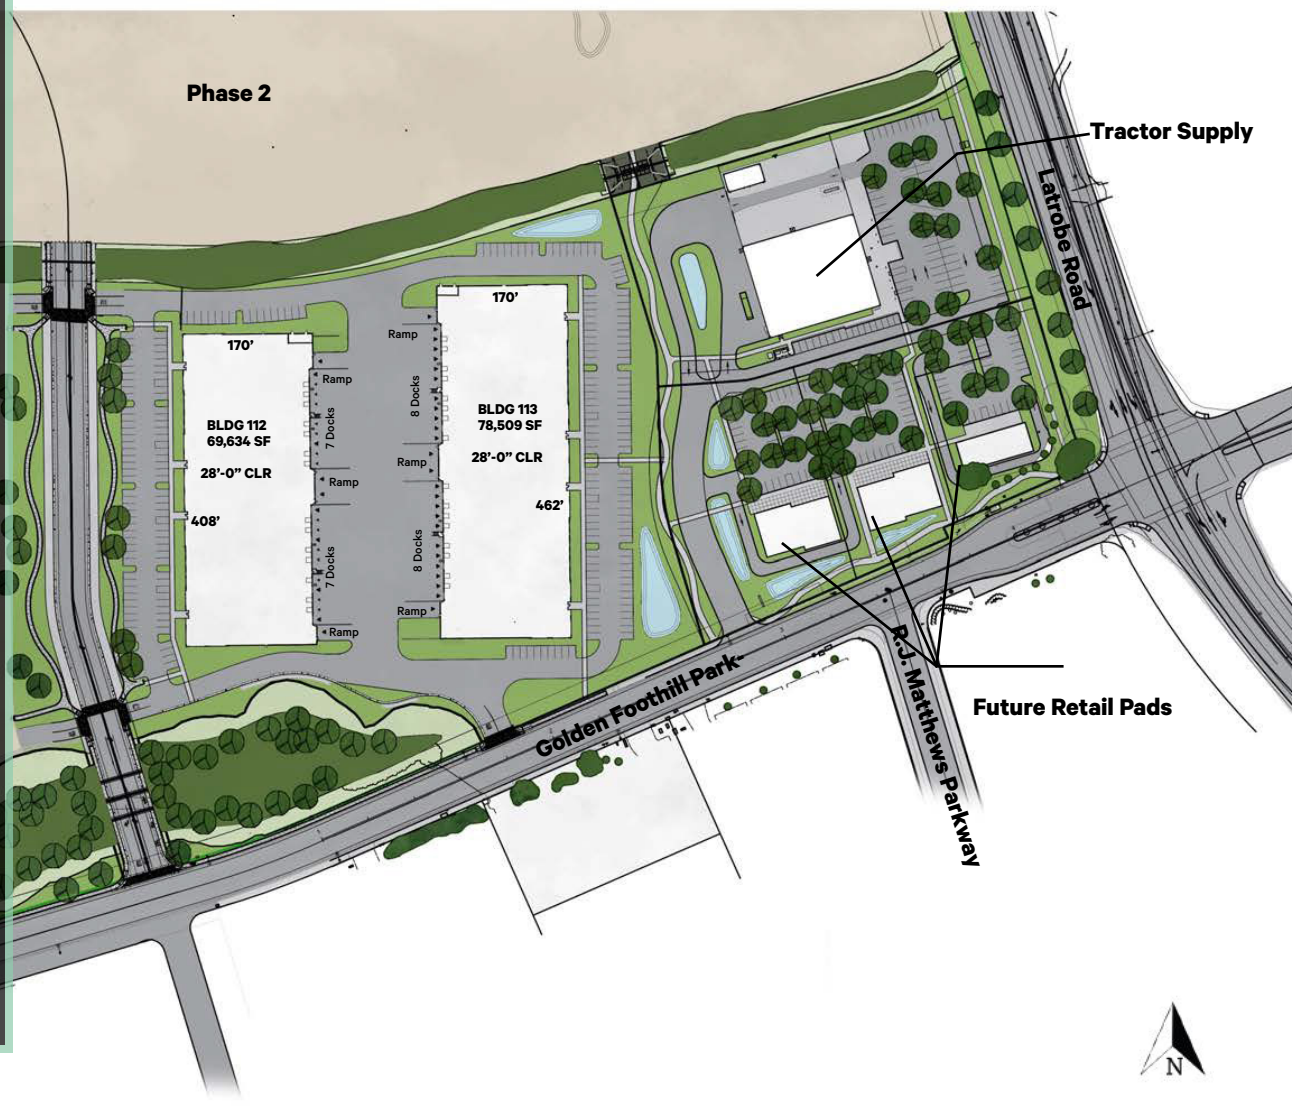 Phase 2
Tractor Supply
Latrobe Road
170’
170’
Ramp
Ramp
8 Docks
7 Docks
BLDG 112
69,634 SF
28’-0” CLR
BLDG 113
78,509 SF
28’-0” CLR
Ramp
Ramp
462’
408’
8 Docks
7 Docks
Ramp
Ramp
Golden Foothill Park-
R.J. Matthews Parkway
Future Retail Pads
N